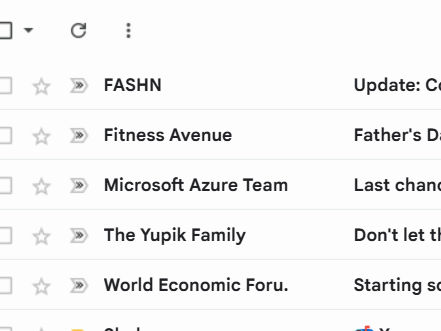 FASHN Update: Co
Fitness Avenue Father's Da
Microsoft Azure Team Last chanc
The Yupik Family Don't let th
World Economic Foru. Starting so